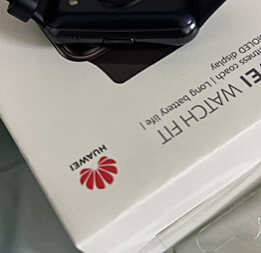 EI WATCH FIT
itness coach | Long battery life |
OLED display
HUAWEI